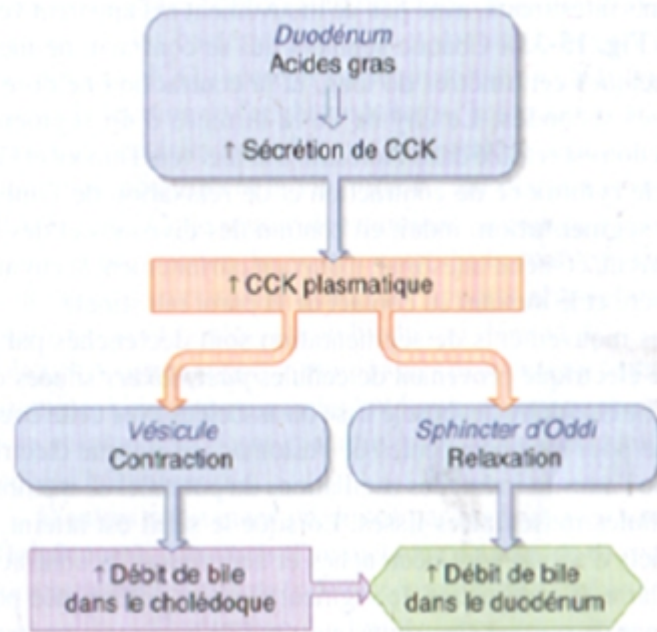 Duodénum
Acides gras
↑ Sécrétion de CCK
↑ CCK plasmatique
Vésicule
Contraction
Sphincter d'Oddi
Relaxation
↑ Débit de bile
dans le cholédoque
↑ Débit de bile
dans le duodénum